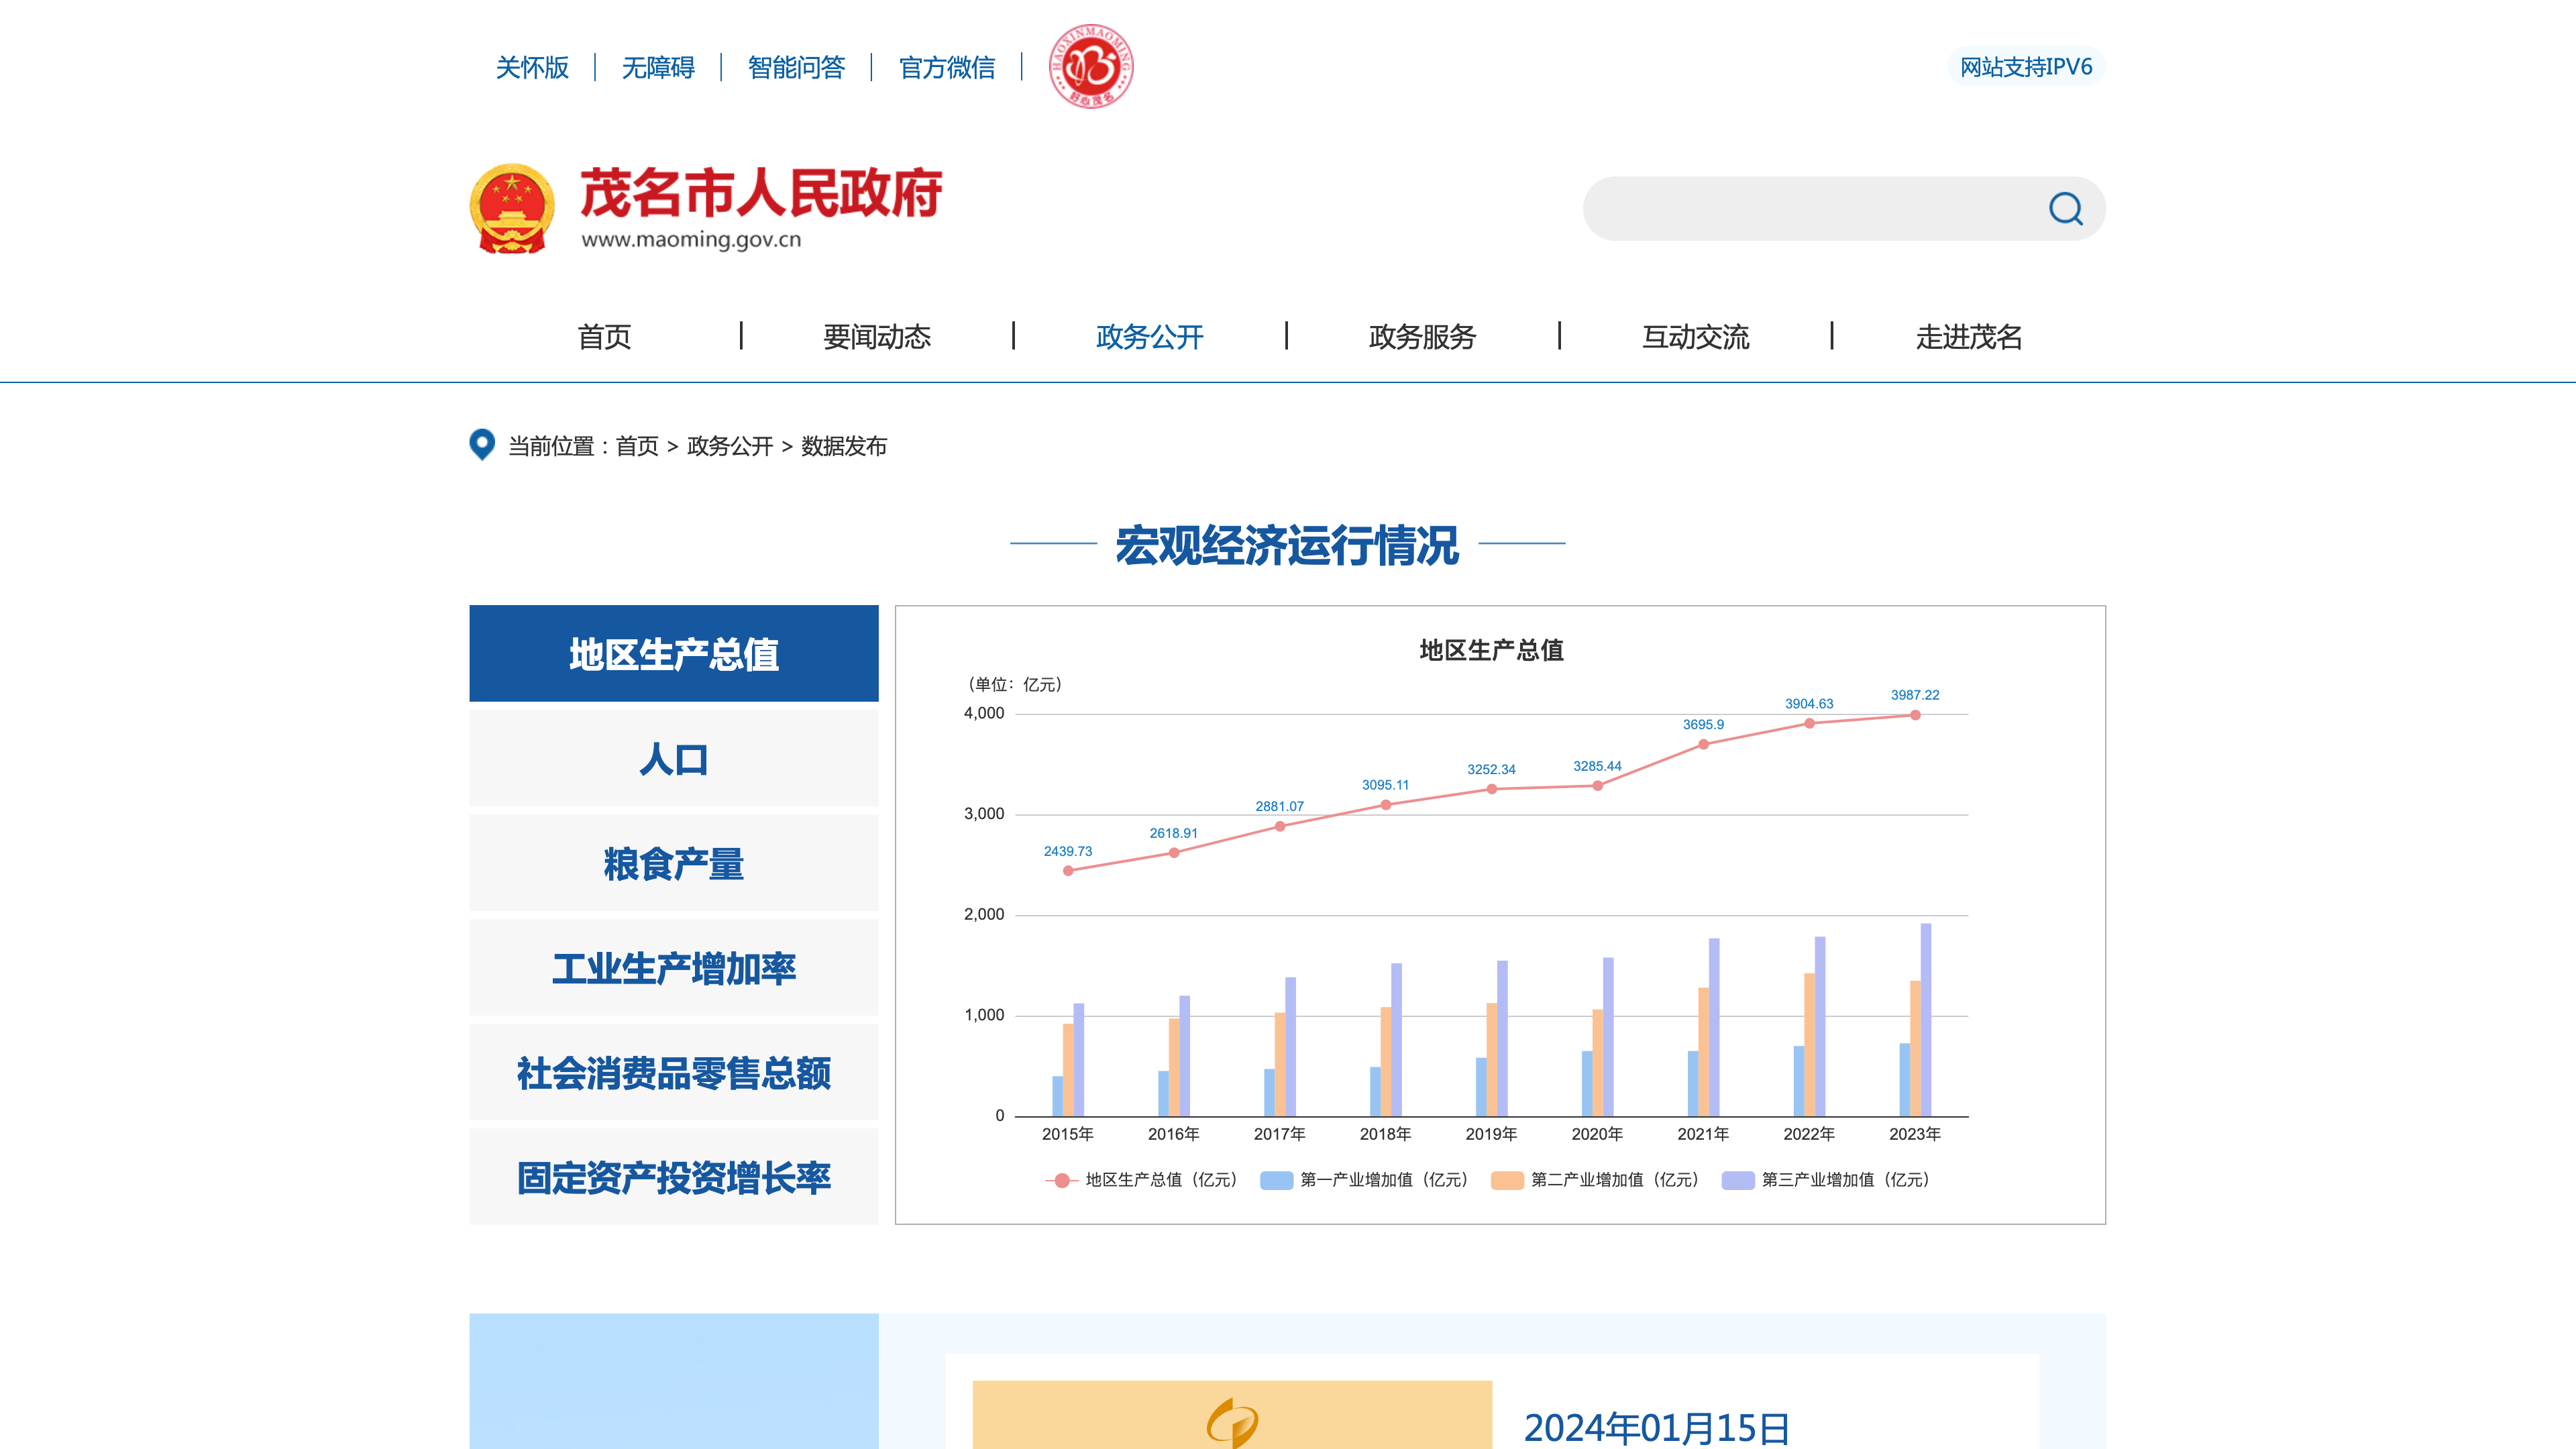 关怀版
无障碍
智能问答
官方微信
HAOXINMAOMING
好心茂名
网站支持IPV6
茂名市人民政府
www.maoming.gov.cn
首页
要闻动态
政务公开
政务服务
互动交流
走进茂名
当前位置：首页 > 政务公开 > 数据发布
宏观经济运行情况
地区生产总值
人口
粮食产量
工业生产增加率
社会消费品零售总额
固定资产投资增长率
地区生产总值
（单位：亿元）
4,000
3,000
2,000
1,000
0
2439.73
2618.91
2881.07
3095.11
3252.34
3285.44
3695.9
3904.63
3987.22
2015年
2016年
2017年
2018年
2019年
2020年
2021年
2022年
2023年
地区生产总值（亿元）
第一产业增加值（亿元）
第二产业增加值（亿元）
第三产业增加值（亿元）
2024年01月15日